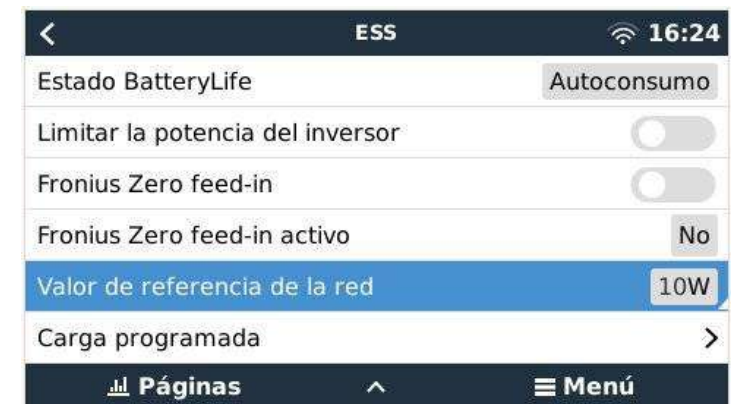 ESS 16:24
Estado BatteryLife Autoconsumo
Limitar la potencia del inversor
Fronius Zero feed-in
Fronius Zero feed-in activo No
Valor de referencia de la red 10W
Carga programada
Páginas Menú